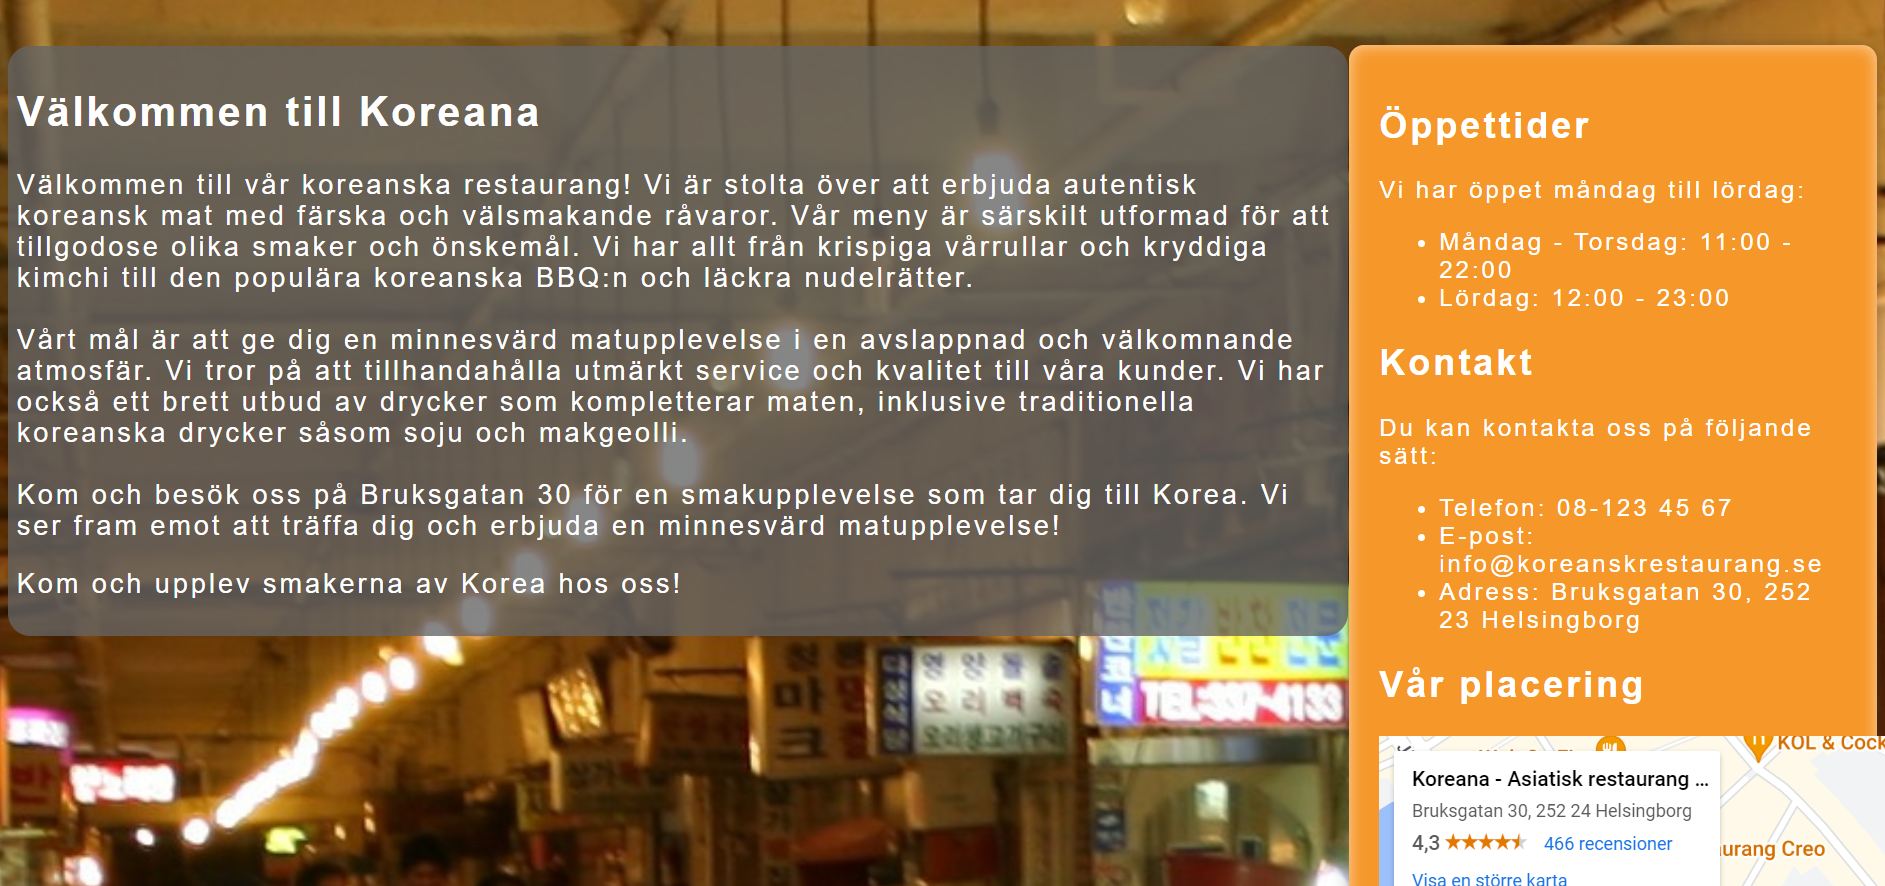 Välkommen till Koreana
Välkommen till vår koreanska restaurang! Vi är stolta över att erbjuda autentisk
koreansk mat med färska och välsmakande råvaror. Vår meny är särskilt utformad för att
tillgodose olika smaker och önskemål. Vi har allt från krispiga vårrullar och kryddiga
kimchi till den populära koreanska BBQ:n och läckra nudelrätter.
Vårt mål är att ge dig en minnesvärd matupplevelse i en avslappnad och välkomnande
atmosfär. Vi tror på att tillhandahålla utmärkt service och kvalitet till våra kunder. Vi har
också ett brett utbud av drycker som kompletterar maten, inklusive traditionella
koreanska drycker såsom soju och makgeolli.
Kom och besök oss på Bruksgatan 30 för en smakupplevelse som tar dig till Korea. Vi
ser fram emot att träffa dig och erbjuda en minnesvärd matupplevelse!
Kom och upplev smakerna av Korea hos oss!
영양돌솥
오리백숙
TEL:337-4133
Öppettider
Vi har öppet måndag till lördag:
Måndag - Torsdag: 11:00 -
22:00
Lördag: 12:00 - 23:00
Kontakt
Du kan kontakta oss på följande
sätt:
Telefon: 08-123 45 67
E-post:
info@koreanskrestaurang.se
Adress: Bruksgatan 30, 252
23 Helsingborg
Vår placering
KOL & Cock
Koreana - Asiatisk restaurang ...
Bruksgatan 30, 252 24 Helsingborg
4,3 466 recensioner
urang Creo
Visa en större karta